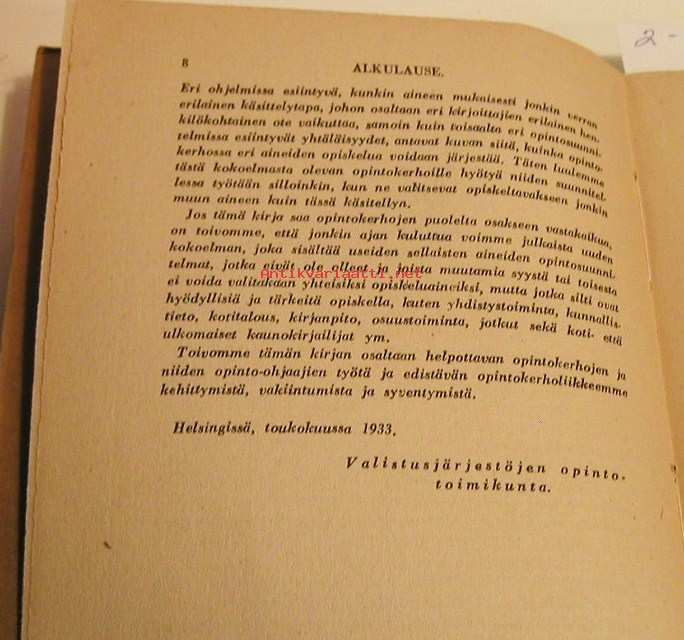 8 ALKULAUSE.
2-
Eri ohjelmissa esiintyvä, kunkin aineen mukaisesti jonkin verran
erilainen käsittelytapa, johon osaltaan eri kirjoittajien erilainen hen-
kilökohtainen ote vaikuttaa, samoin kuin toisaalta eri opintosuunni-
telmissa esiintyvät yhtäläisyydet, antavat kuvan siitä, kuinka opinto-
kerhossa eri aineiden opiskelua voidaan järjestää. Täten luulemme
tästä kokoelmasta olevan opintokerhoille hyötyä niiden suunnitel-
lessa työtään silloinkin, kun ne valitsevat opiskeltavakseen jonkin
muun aineen kuin tässä käsitellyn.
Jos tämä kirja saa opintokerhojen puolelta osakseen vastakaikua,
on toivomme, että jonkin ajan kuluttua voimme julkaista uuden
kokoelman, joka sisältää useiden sellaisten aineiden opintosuunni-
telmat, jotka eivät ole olleet ja joista muutamia syystä tai toisesta
Antikvariaatti.net
ei voida valitakaan yhteisiksi opiskeluaineiksi, mutta jotka silti ovat
hyödyllisiä ja tärkeitä opiskella, kuten yhdistystoiminta, kunnallis-
tieto, kotitalous, kirjanpito, osuustoiminta, jotkut sekä koti- että
ulkomaiset kaunokirjailijat ym.
Toivomme tämän kirjan osaltaan helpottavan opintokerhojen ja
niiden opinto-ohjaajien työtä ja edistävän opintokerholiikkeemme
kehittymistä, vakiintumista ja syventymistä.
Helsingissä, toukokuussa 1933.
Valistusjärjestöjen opinto-
toimikunta.